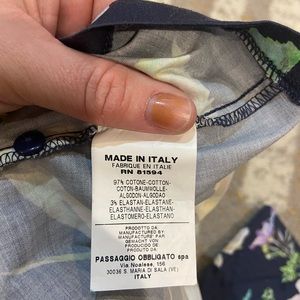 MADE IN ITALY
FABRIQUE EN ITALIE
RN 81594
97% COTONE-COTTON-
COTON-BAUMWOLLE-
ALGODON-ALGODAO
3% ELASTAN-ELASTANE-
ELASTHANNE-ELASTHAN-
ELASTOMERO-ELASTANO
PRODOTTO DA
MANUFACTURED BY
MANUFACTURE' PAR
GEMACHT VON
PRODUCIDO POR
PASSAGGIO OBBLIGATO spa
Via Noalese, 156
30036 S. MARIA DI SALA (VE)
ITALY